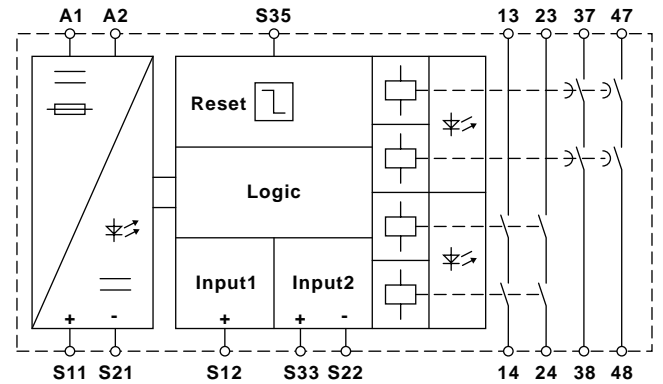 A1 A2 S35 13 23 37 47
Reset
Logic
Input1 Input2
+ - + + -
S11 S21 S12 S33 S22 14 24 38 48